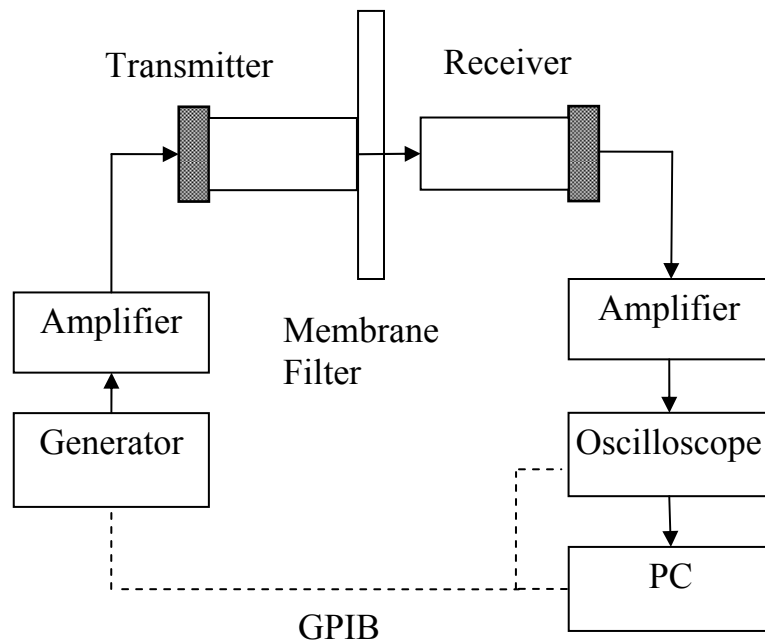 Transmitter
Receiver
Amplifier
Membrane
Filter
Amplifier
Generator
Oscilloscope
PC
GPIB